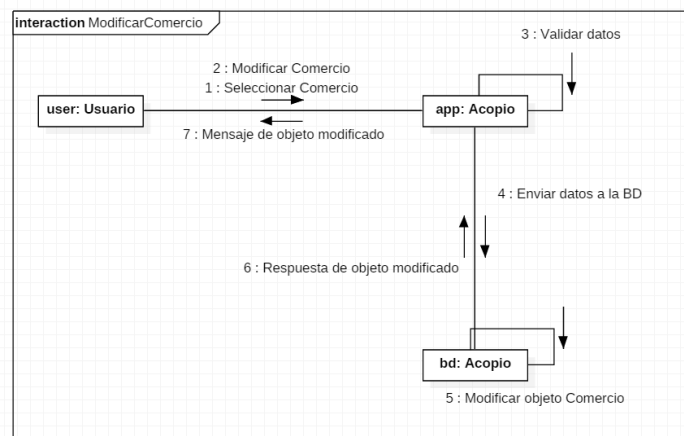 interaction ModificarComercio
3 : Validar datos
2 : Modificar Comercio
1 : Seleccionar Comercio
user: Usuario
app: Acopio
7 : Mensaje de objeto modificado
4 : Enviar datos a la BD
6 : Respuesta de objeto modificado
bd: Acopio
5 : Modificar objeto Comercio